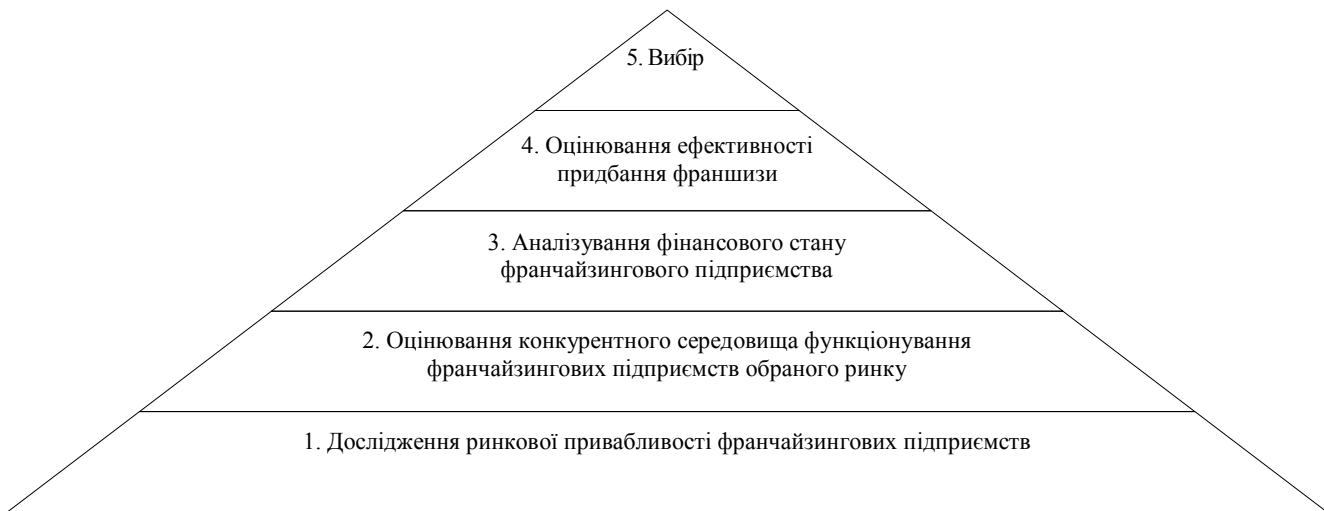 5. Вибір
4. Оцінювання ефективності
придбання франшизи
3. Аналізування фінансового стану
франчайзингового підприємства
2. Оцінювання конкурентного середовища функціонування
франчайзингових підприємств обраного ринку
1. Дослідження ринкової привабливості франчайзингових підприємств